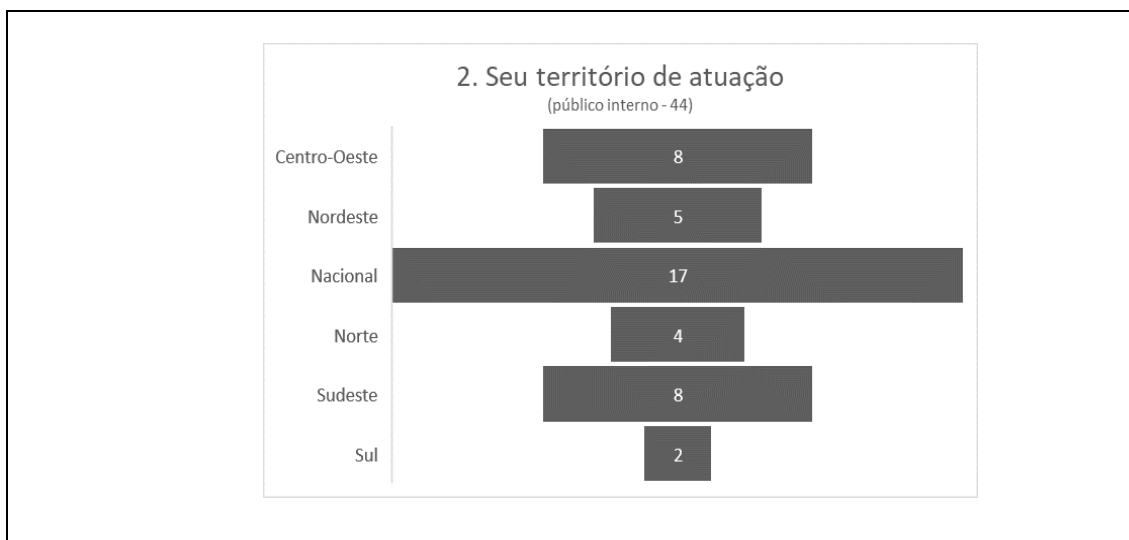 2. Seu território de atuação
(público interno - 44)
Centro-Oeste 8
Nordeste 5
Nacional 17
Norte 4
Sudeste 8
Sul 2